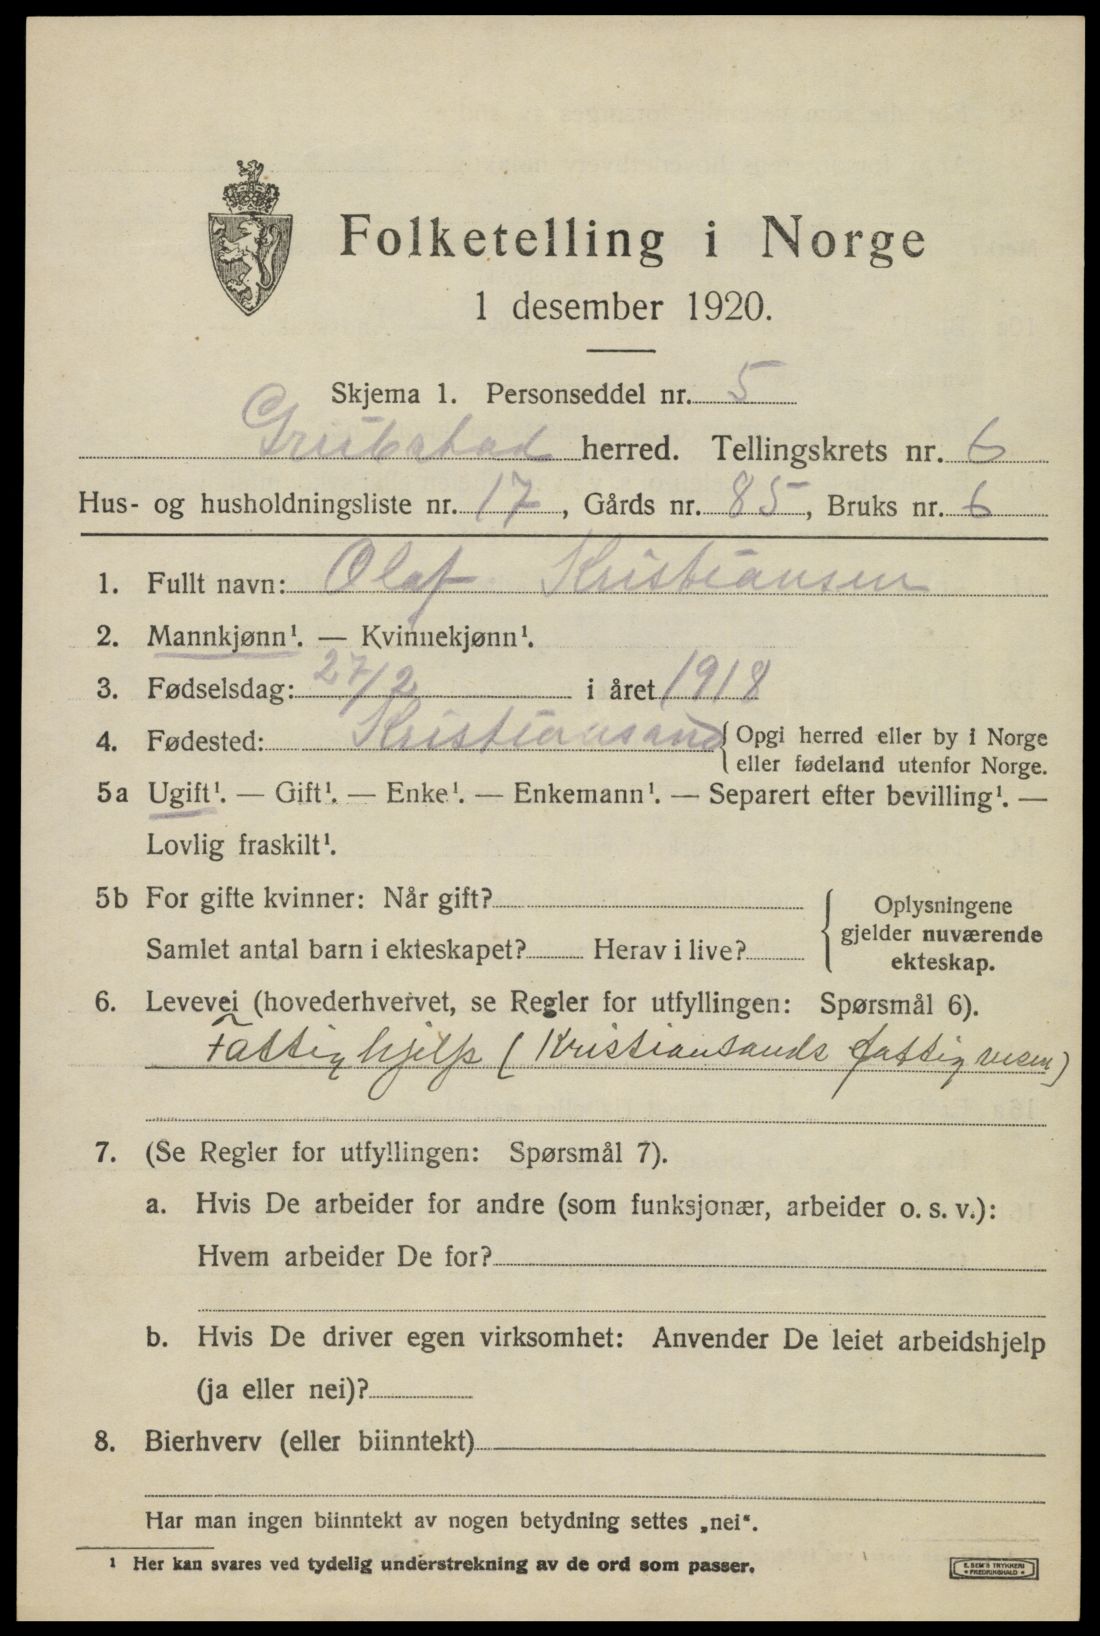 Folketelling i Norge
1 desember 1920.
Skjema 1. Personseddel nr. 5
herred. Tellingskrets nr. 6
Hus- og husholdningsliste nr. 17, Gårds nr. 85, Bruks nr. 6
1. Fullt navn: Olaf Kristiansen
2. Mannkjønn¹. — Kvinnekjønn¹.
3. Fødselsdag: 27/2 i året 1918
4. Fødested: Kristiansand { Opgi herred eller by i Norge
eller fødeland utenfor Norge.
5a Ugift¹. — Gift¹. — Enke¹. — Enkemann¹. — Separert efter bevilling¹. —
Lovlig fraskilt¹.
5b For gifte kvinner: Når gift?
Samlet antal barn i ekteskapet? Herav i live?
{ Oplysningene
gjelder nuværende
ekteskap.
6. Levevei (hovederhvervet, se Regler for utfyllingen: Spørsmål 6).
Fattighjelp (Kristiansands fattigvesen)
7. (Se Regler for utfyllingen: Spørsmål 7).
a. Hvis De arbeider for andre (som funksjonær, arbeider o. s. v.):
Hvem arbeider De for?
b. Hvis De driver egen virksomhet: Anvender De leiet arbeidshjelp
(ja eller nei)?
8. Bierhverv (eller biinntekt)
Har man ingen biinntekt av nogen betydning settes „nei“.
¹ Her kan svares ved tydelig understrekning av de ord som passer.
E. SEM'S TRYKKERI
FREDRIKSHALD